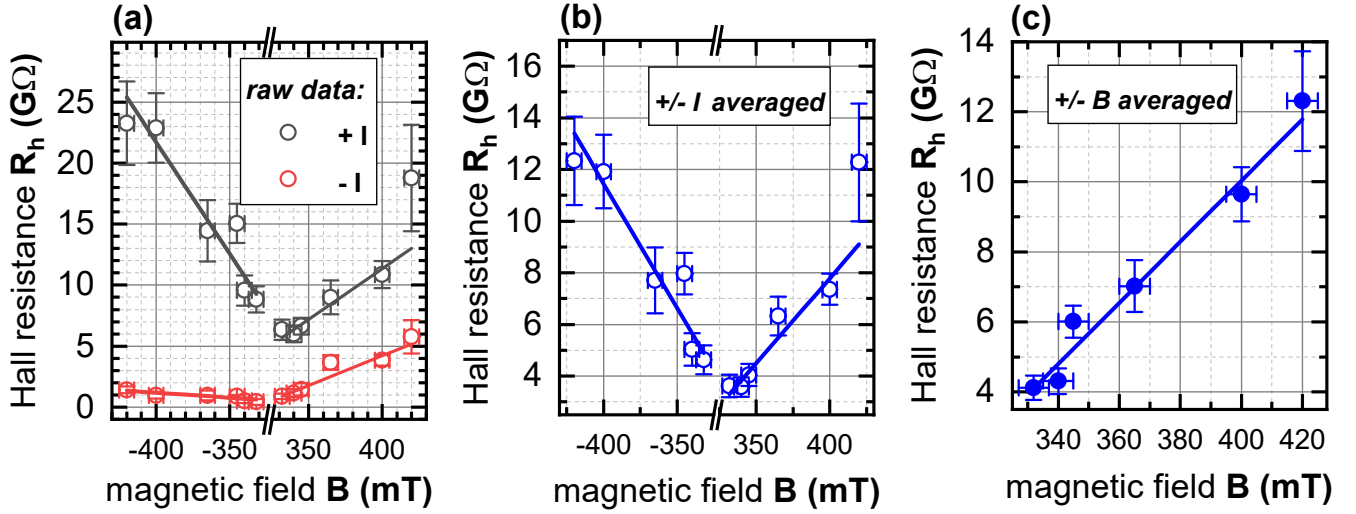 (a)
Hall resistance R_h (GΩ)
25
20
15
10
5
0
raw data:
+ I
- I
-400 -350 350 400
magnetic field B (mT)
(b)
Hall resistance R_h (GΩ)
16
14
12
10
8
6
4
+/- I averaged
-400 -350 350 400
magnetic field B (mT)
(c)
Hall resistance R_h (GΩ)
14
12
10
8
6
4
+/- B averaged
340 360 380 400 420
magnetic field B (mT)